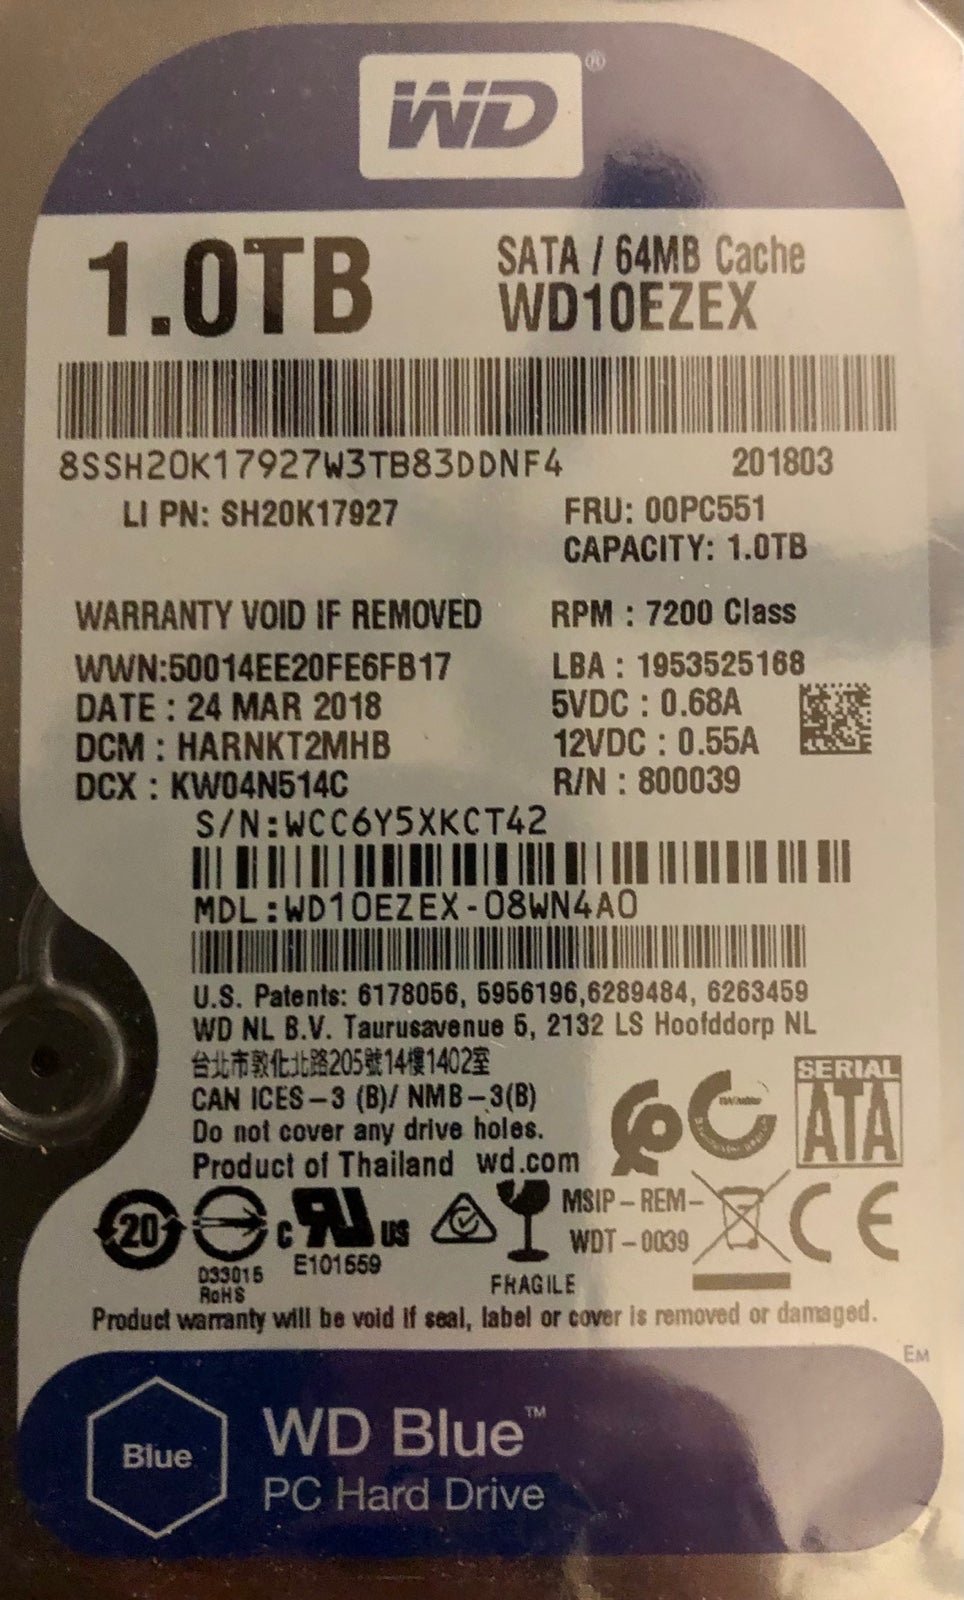 WD®
1.0TB
SATA / 64MB Cache
WD10EZEX
8SSH20K17927W3TB83DDNF4 201803
LI PN: SH20K17927
FRU: 00PC551
CAPACITY: 1.0TB
WARRANTY VOID IF REMOVED
RPM : 7200 Class
WWN:50014EE20FE6FB17
LBA : 1953525168
DATE : 24 MAR 2018
5VDC : 0.68A
DCM : HARNKT2MHB
12VDC : 0.55A
DCX : KW04N514C
R/N : 800039
S/N:WCC6Y5XKCT42
MDL:WD10EZEX-08WN4A0
U.S. Patents: 6178056, 5956196,6289484, 6263459
WD NL B.V. Taurusavenue 5, 2132 LS Hoofddorp NL
台北市敦化北路205號14樓1402室
CAN ICES-3 (B)/ NMB-3(B)
Do not cover any drive holes.
Product of Thailand wd.com
SERIAL
ATA
20
D33015
RoHS
c RU US
E101559
FRAGILE
MSIP-REM-
WDT-0039
CE
Product warranty will be void if seal, label or cover is removed or damaged.
EM
Blue
WD Blue™
PC Hard Drive